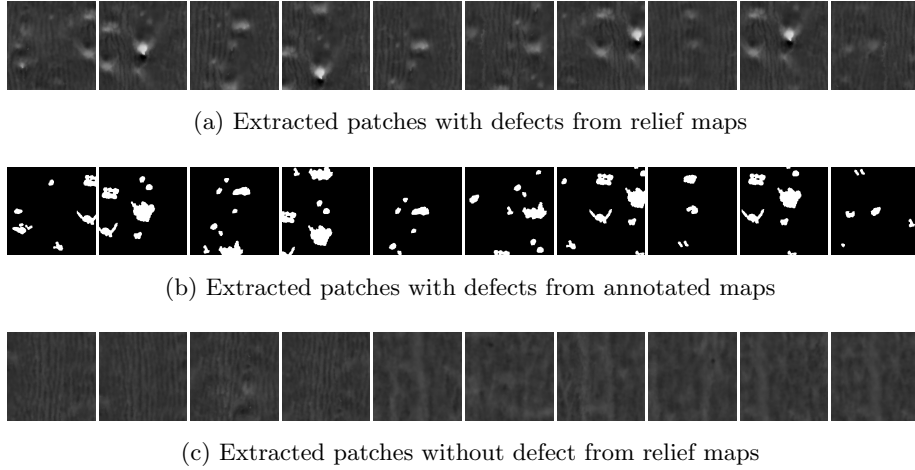 (a) Extracted patches with defects from relief maps
(b) Extracted patches with defects from annotated maps
(c) Extracted patches without defect from relief maps